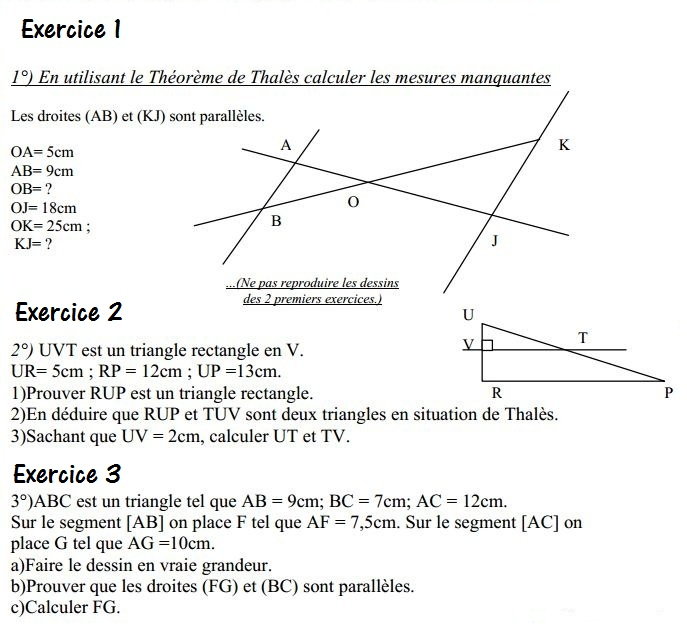 Exercice 1
1°) En utilisant le Théorème de Thalès calculer les mesures manquantes
Les droites (AB) et (KJ) sont parallèles.
OA= 5cm
AB= 9cm
OB= ?
OJ= 18cm
OK= 25cm ;
KJ= ?
A
K
O
B
J
...(Ne pas reproduire les dessins
des 2 premiers exercices.)
Exercice 2
2°) UVT est un triangle rectangle en V.
UR= 5cm ; RP = 12cm ; UP =13cm.
1)Prouver RUP est un triangle rectangle.
2)En déduire que RUP et TUV sont deux triangles en situation de Thalès.
3)Sachant que UV = 2cm, calculer UT et TV.
U
V
T
R
P
Exercice 3
3°)ABC est un triangle tel que AB = 9cm; BC = 7cm; AC = 12cm.
Sur le segment [AB] on place F tel que AF = 7,5cm. Sur le segment [AC] on
place G tel que AG =10cm.
a)Faire le dessin en vraie grandeur.
b)Prouver que les droites (FG) et (BC) sont parallèles.
c)Calculer FG.